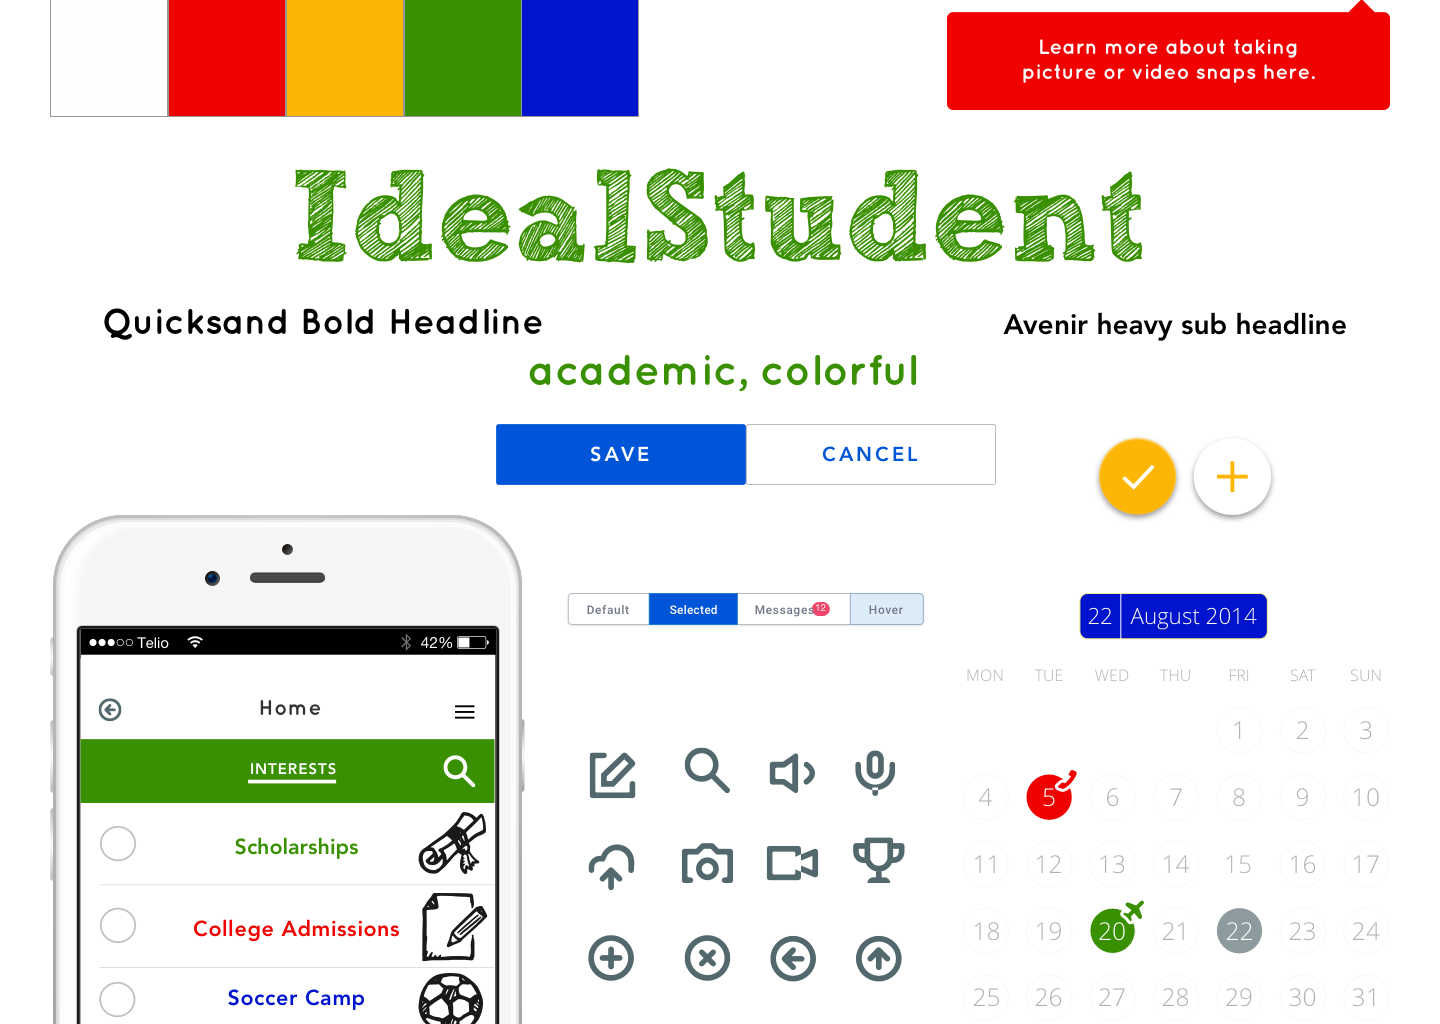 Learn more about taking
picture or video snaps here.
IdealStudent
Quicksand Bold Headline
Avenir heavy sub headline
academic, colorful
SAVE
CANCEL
Telio
42%
Home
INTERESTS
Scholarships
College Admissions
Soccer Camp
Default
Selected
Messages
12
Hover
22 August 2014
MON TUE WED THU FRI SAT SUN
1 2 3
4 5 6 7 8 9 10
11 12 13 14 15 16 17
18 19 20 21 22 23 24
25 26 27 28 29 30 31